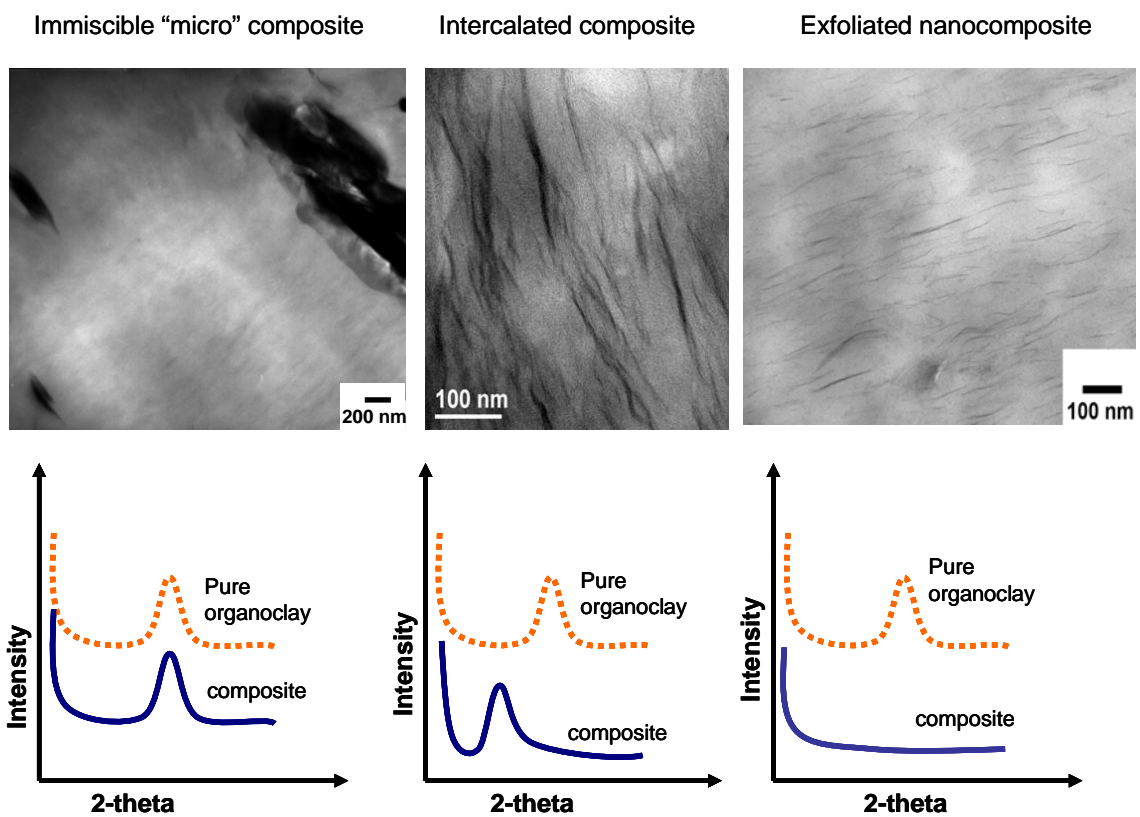 Immiscible “micro” composite
Intercalated composite
Exfoliated nanocomposite
200 nm
100 nm
100 nm
Intensity
Pure
organoclay
composite
2-theta
Intensity
Pure
organoclay
composite
2-theta
Intensity
Pure
organoclay
composite
2-theta